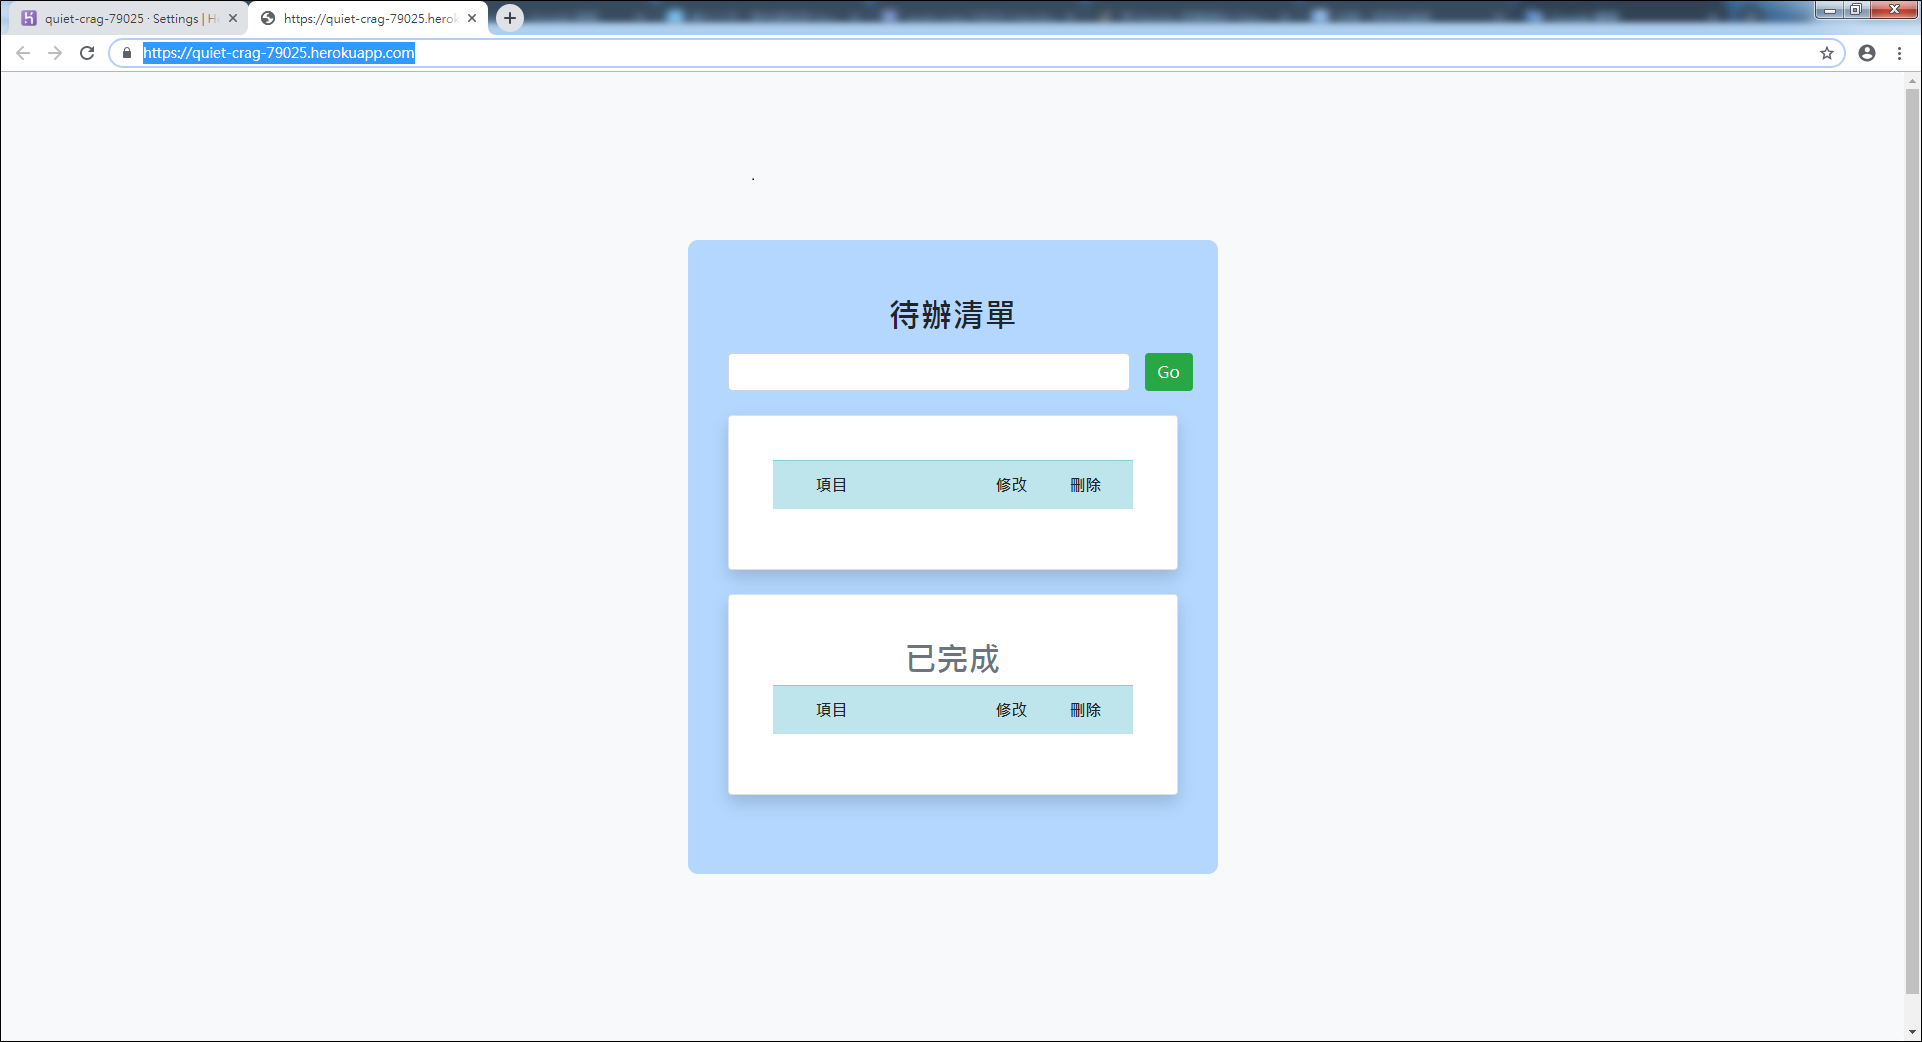 quiet-crag-79025 · Settings | H
https://quiet-crag-79025.herok
https://quiet-crag-79025.herokuapp.com
.
待辦清單
Go
項目 修改 刪除
已完成
項目 修改 刪除